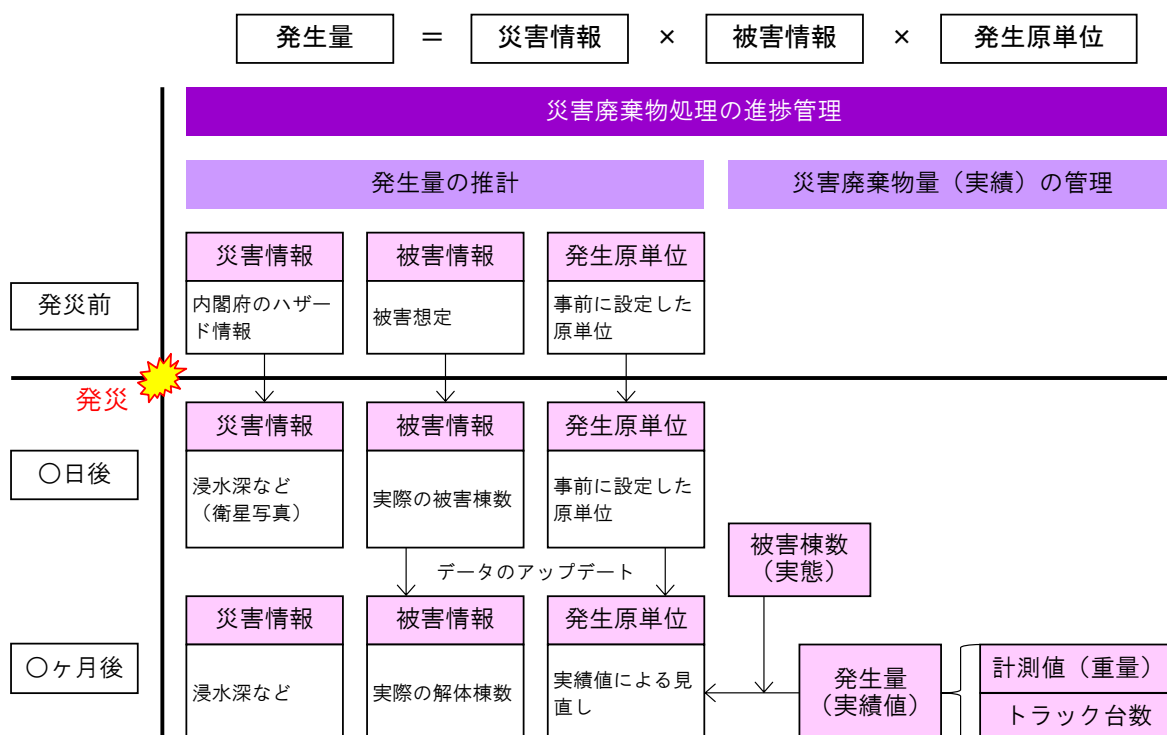 発生量 = 災害情報 × 被害情報 × 発生原単位
災害廃棄物処理の進捗管理
発生量の推計
災害廃棄物量（実績）の管理
発災前
災害情報
内閣府のハザー
ド情報
被害情報
被害想定
発生原単位
事前に設定した
原単位
発災
〇日後
災害情報
浸水深など
（衛星写真）
被害情報
実際の被害棟数
発生原単位
事前に設定した
原単位
データのアップデート
被害棟数
（実態）
〇ヶ月後
災害情報
浸水深など
被害情報
実際の解体棟数
発生原単位
実績値による見
直し
発生量
（実績値）
計測値（重量）
トラック台数